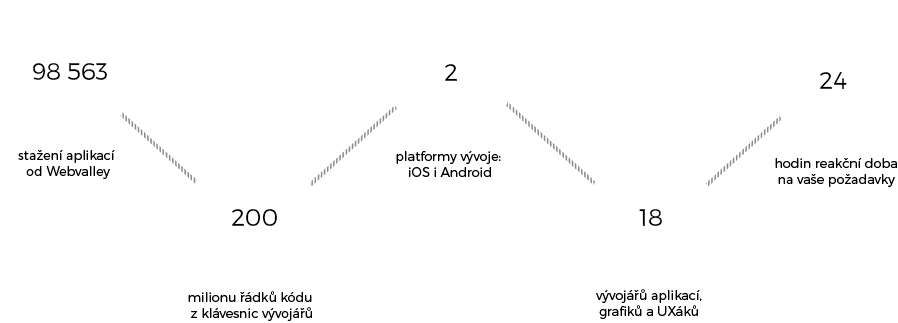 98 563
stažení aplikací
od Webvalley
200
milionu řádků kódu
z klávesnic vývojářů
2
platformy vývoje:
iOS i Android
18
vývojářů aplikací,
grafiků a UXáků
24
hodin reakční doba
na vaše požadavky